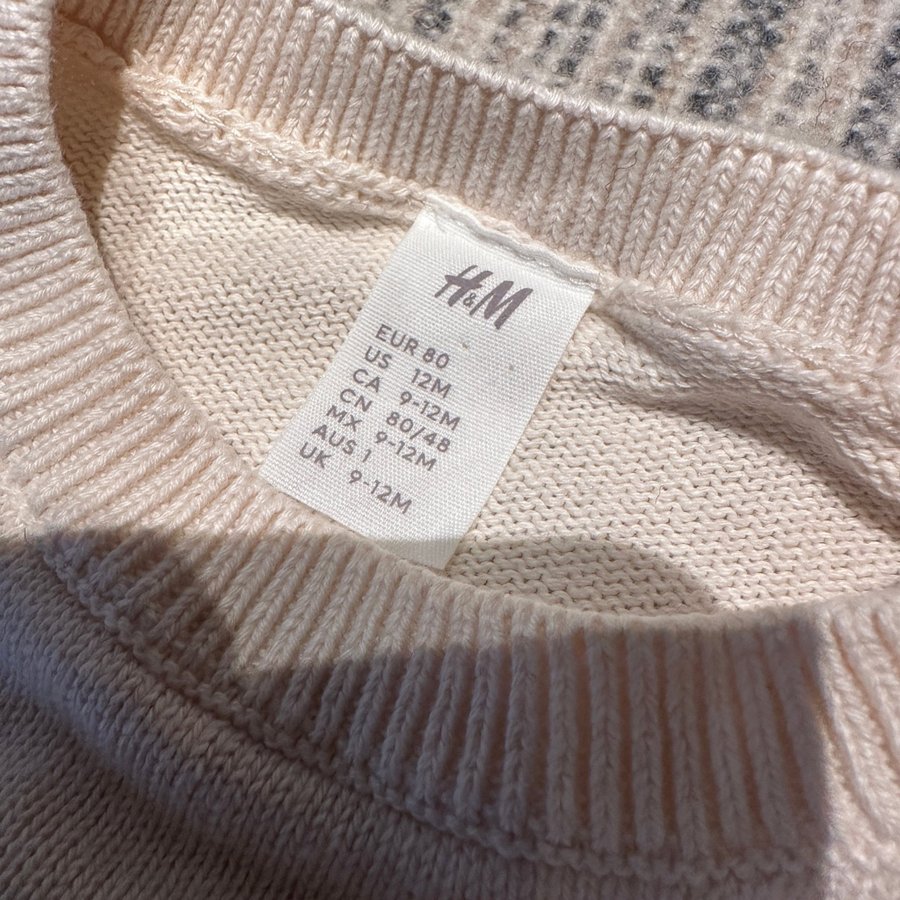 H&M
EUR 80
US 12M
CA 9-12M
CN 80/48
MX 9-12M
AUS 1
UK 9-12M